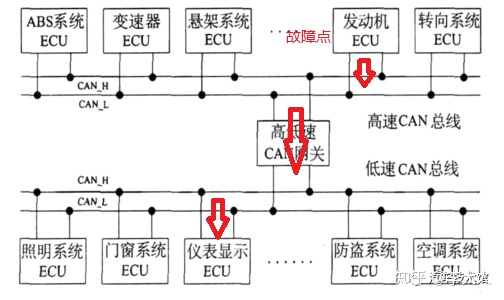 ABS系统
ECU
变速器
ECU
悬架系统
ECU
··· 故障点
发动机
ECU
转向系统
ECU
CAN_H
CAN_L
高速CAN 总线
高低速
CAN网关
低速CAN 总线
CAN_H
CAN_L
照明系统
ECU
门窗系统
ECU
仪表显示
ECU
······
防盗系统
ECU
空调系统
ECU
知乎